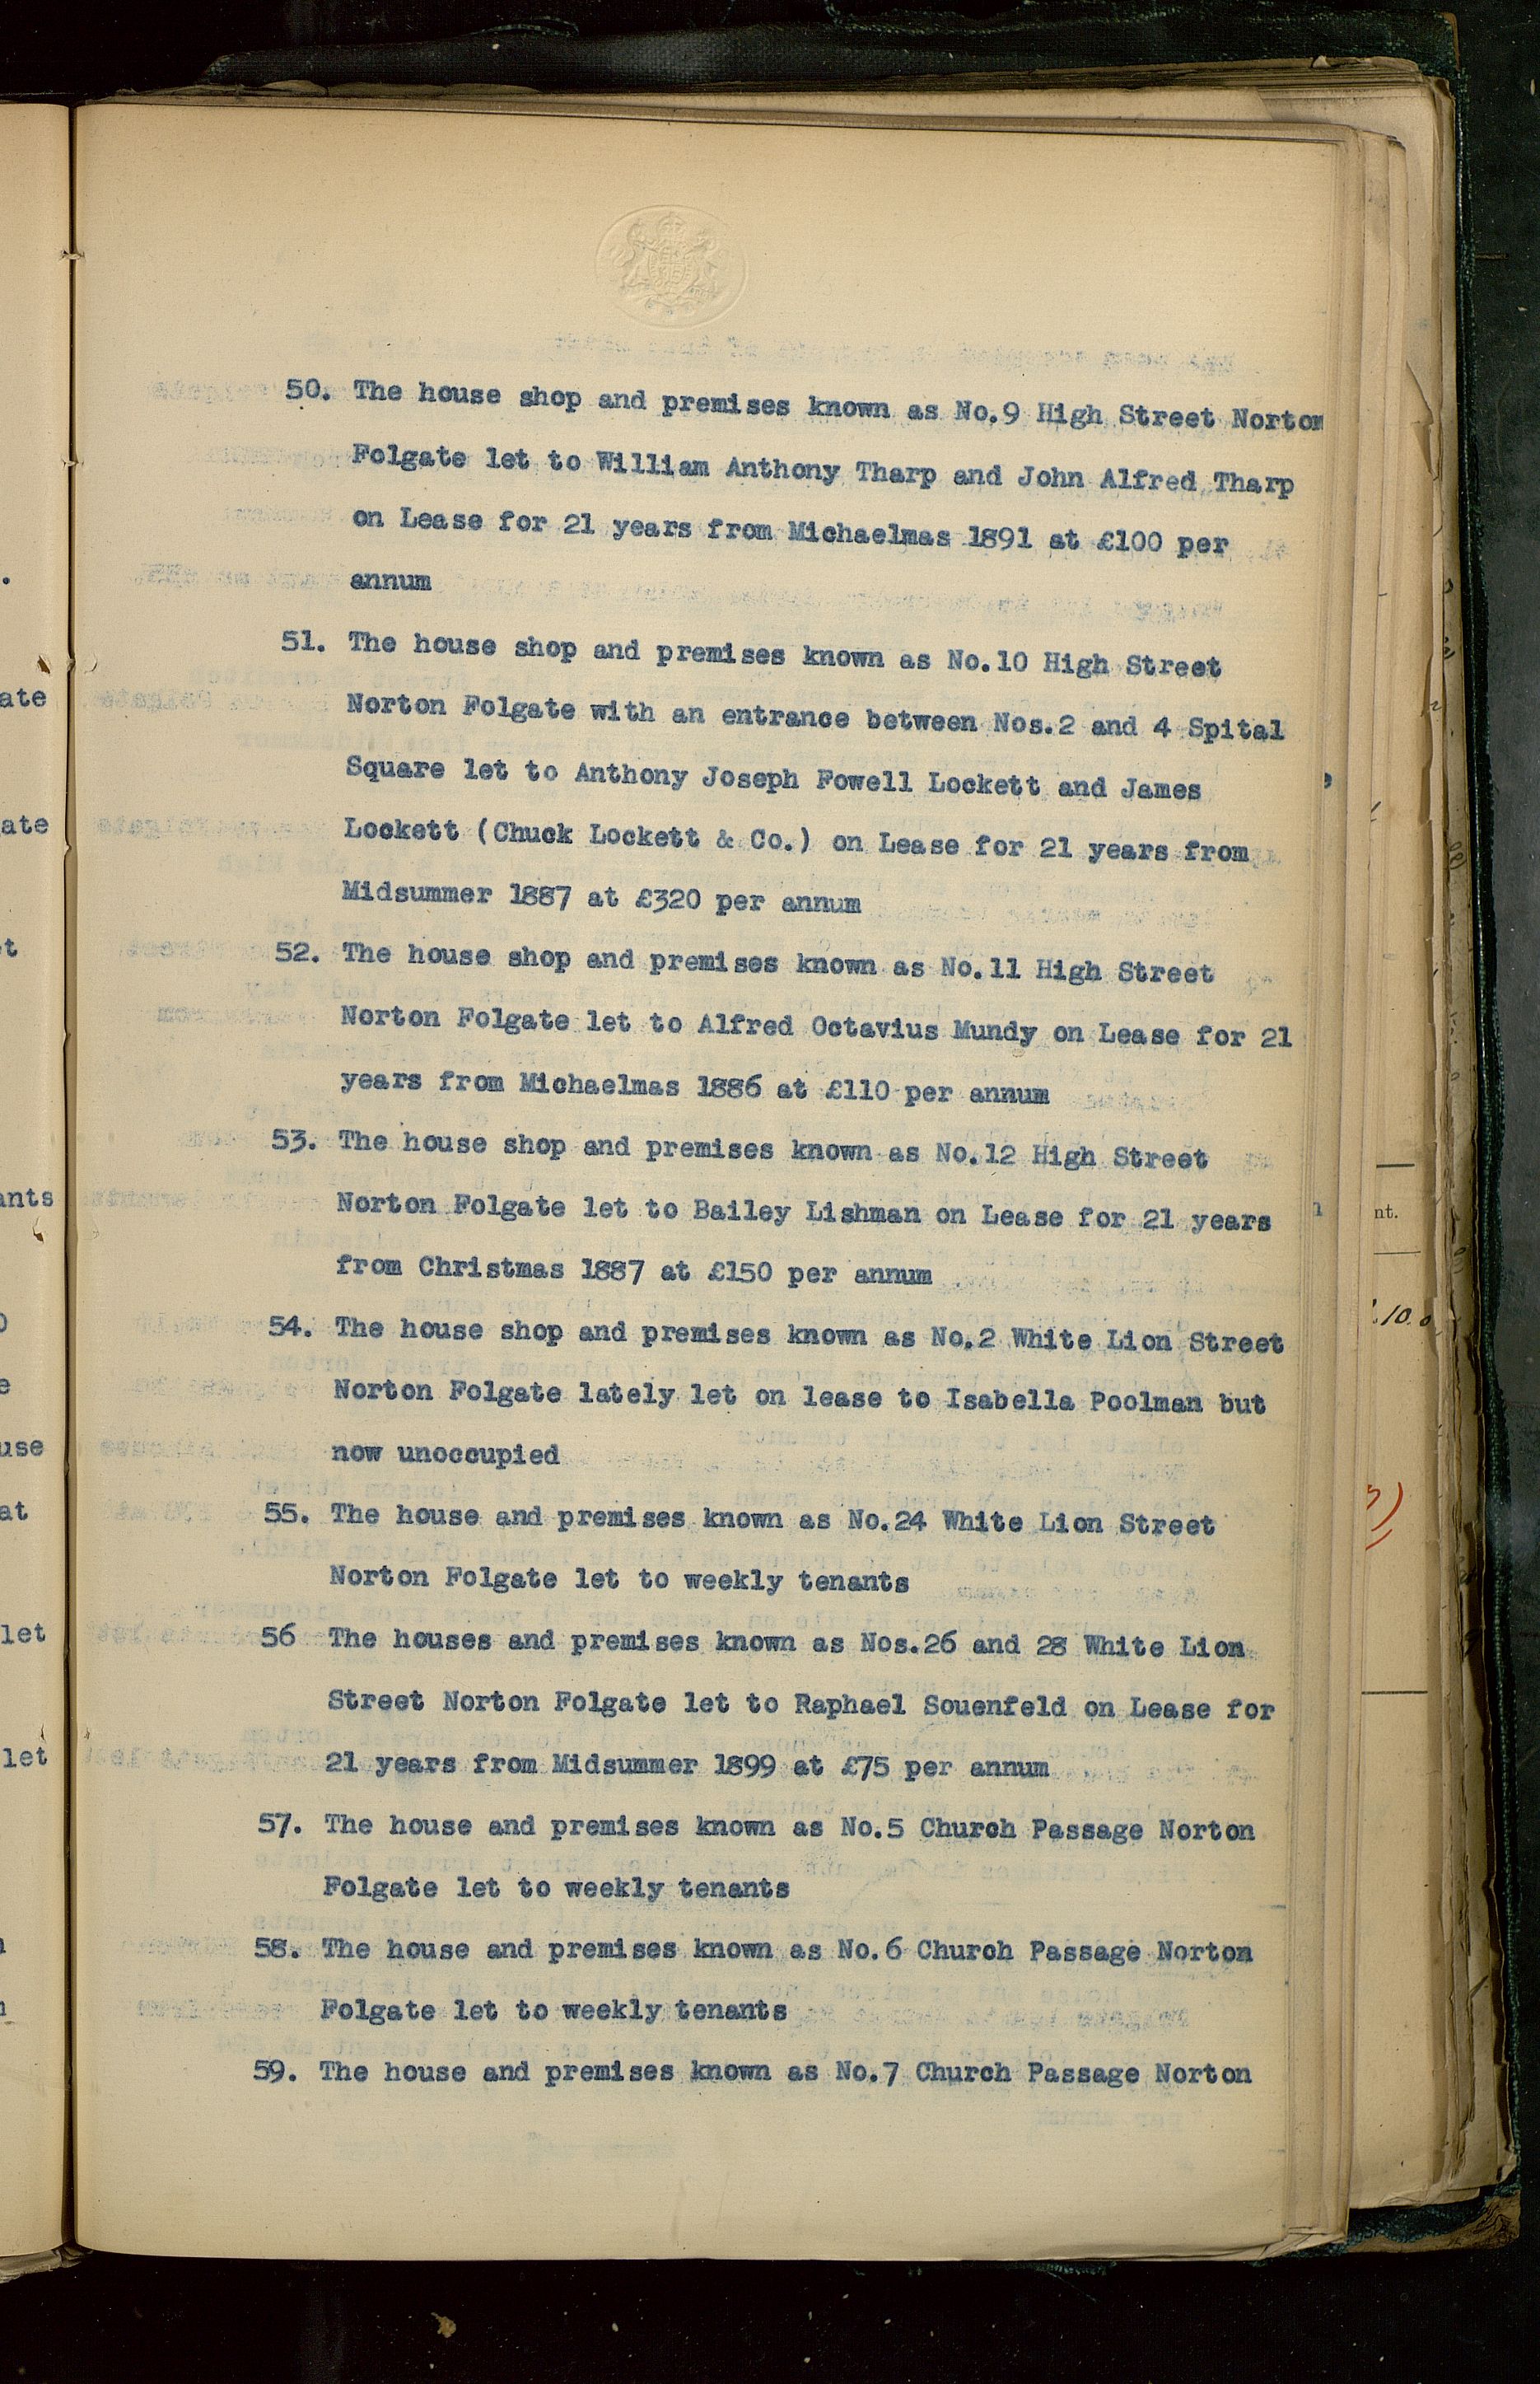 50. The house shop and premises known as No.9 High Street Norton
Folgate let to William Anthony Tharp and John Alfred Tharp
on Lease for 21 years from Michaelmas 1891 at £100 per
annum
51. The house shop and premises known as No.10 High Street
Norton Folgate with an entrance between Nos.2 and 4 Spital
Square let to Anthony Joseph Fowell Lockett and James
Lockett (Chuck Lockett & Co.) on Lease for 21 years from
Midsummer 1887 at £320 per annum
52. The house shop and premises known as No.11 High Street
Norton Folgate let to Alfred Octavius Mundy on Lease for 21
years from Michaelmas 1886 at £110 per annum
53. The house shop and premises known as No.12 High Street
Norton Folgate let to Bailey Lishman on Lease for 21 years
from Christmas 1887 at £150 per annum
54. The house shop and premises known as No.2 White Lion Street
Norton Folgate lately let on lease to Isabella Poolman but
now unoccupied
55. The house and premises known as No.24 White Lion Street
Norton Folgate let to weekly tenants
56 The houses and premises known as Nos.26 and 28 White Lion
Street Norton Folgate let to Raphael Souenfeld on Lease for
21 years from Midsummer 1899 at £75 per annum
57. The house and premises known as No.5 Church Passage Norton
Folgate let to weekly tenants
58. The house and premises known as No.6 Church Passage Norton
Folgate let to weekly tenants
59. The house and premises known as No.7 Church Passage Norton
ate
ate
t
ants
e
use
at
let
let
nt.
10. 0